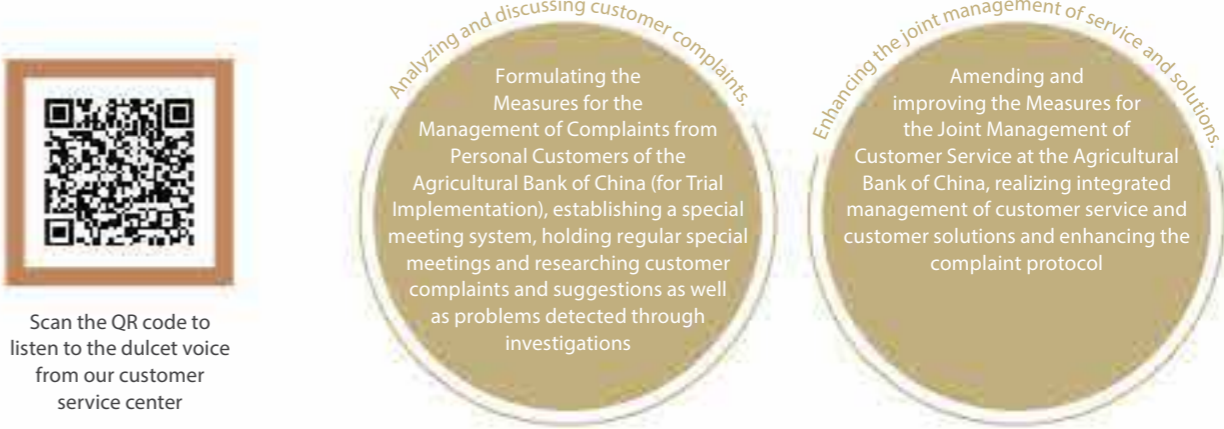 Scan the QR code to
listen to the dulcet voice
from our customer
service center
Analyzing and discussing customer complaints.
Formulating the
Measures for the
Management of Complaints from
Personal Customers of the
Agricultural Bank of China (for Trial
Implementation), establishing a special
meeting system, holding regular special
meetings and researching customer
complaints and suggestions as well
as problems detected through
investigations
Enhancing the joint management of service and solutions.
Amending and
improving the Measures for
the Joint Management of
Customer Service at the Agricultural
Bank of China, realizing integrated
management of customer service and
customer solutions and enhancing the
complaint protocol